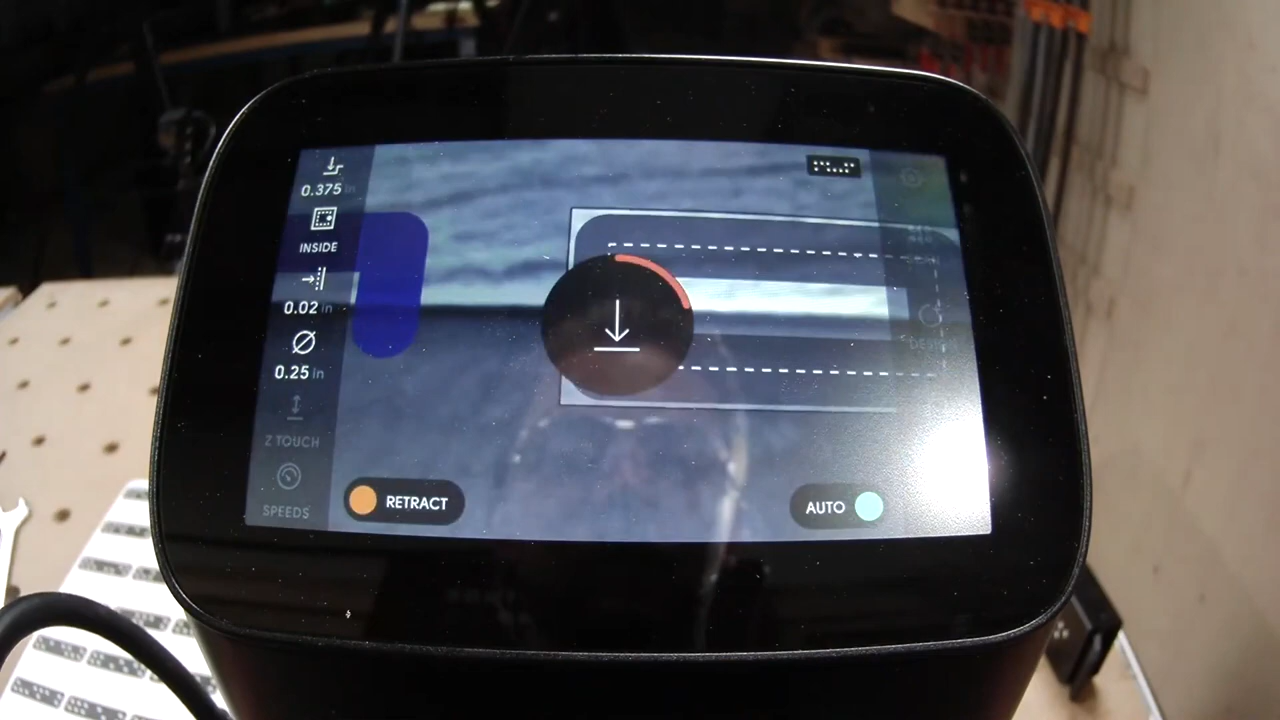 0.375 in
INSIDE
0.02 in
0.25 in
Z TOUCH
SPEEDS
RETRACT
AUTO